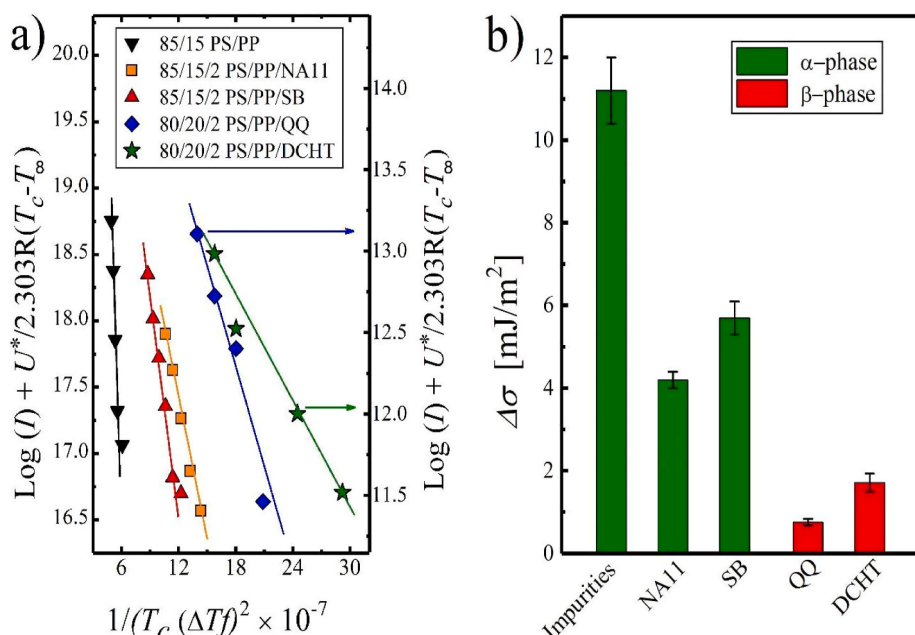 a)
85/15 PS/PP
85/15/2 PS/PP/NA11
85/15/2 PS/PP/SB
80/20/2 PS/PP/QQ
80/20/2 PS/PP/DCHT
Log (I) + U*/2.303R(Tc-T∞)
20.0
19.5
19.0
18.5
18.0
17.5
17.0
16.5
14.0
13.5
13.0
12.5
12.0
11.5
Log (I) + U*/2.303R(Tc-T∞)
6 12 18 24 30
1/(Tc (ΔTf)² × 10⁻⁷
b)
α–phase
β–phase
Δσ [mJ/m²]
12
10
8
6
4
2
0
Impurities
NA11
SB
QQ
DCHT